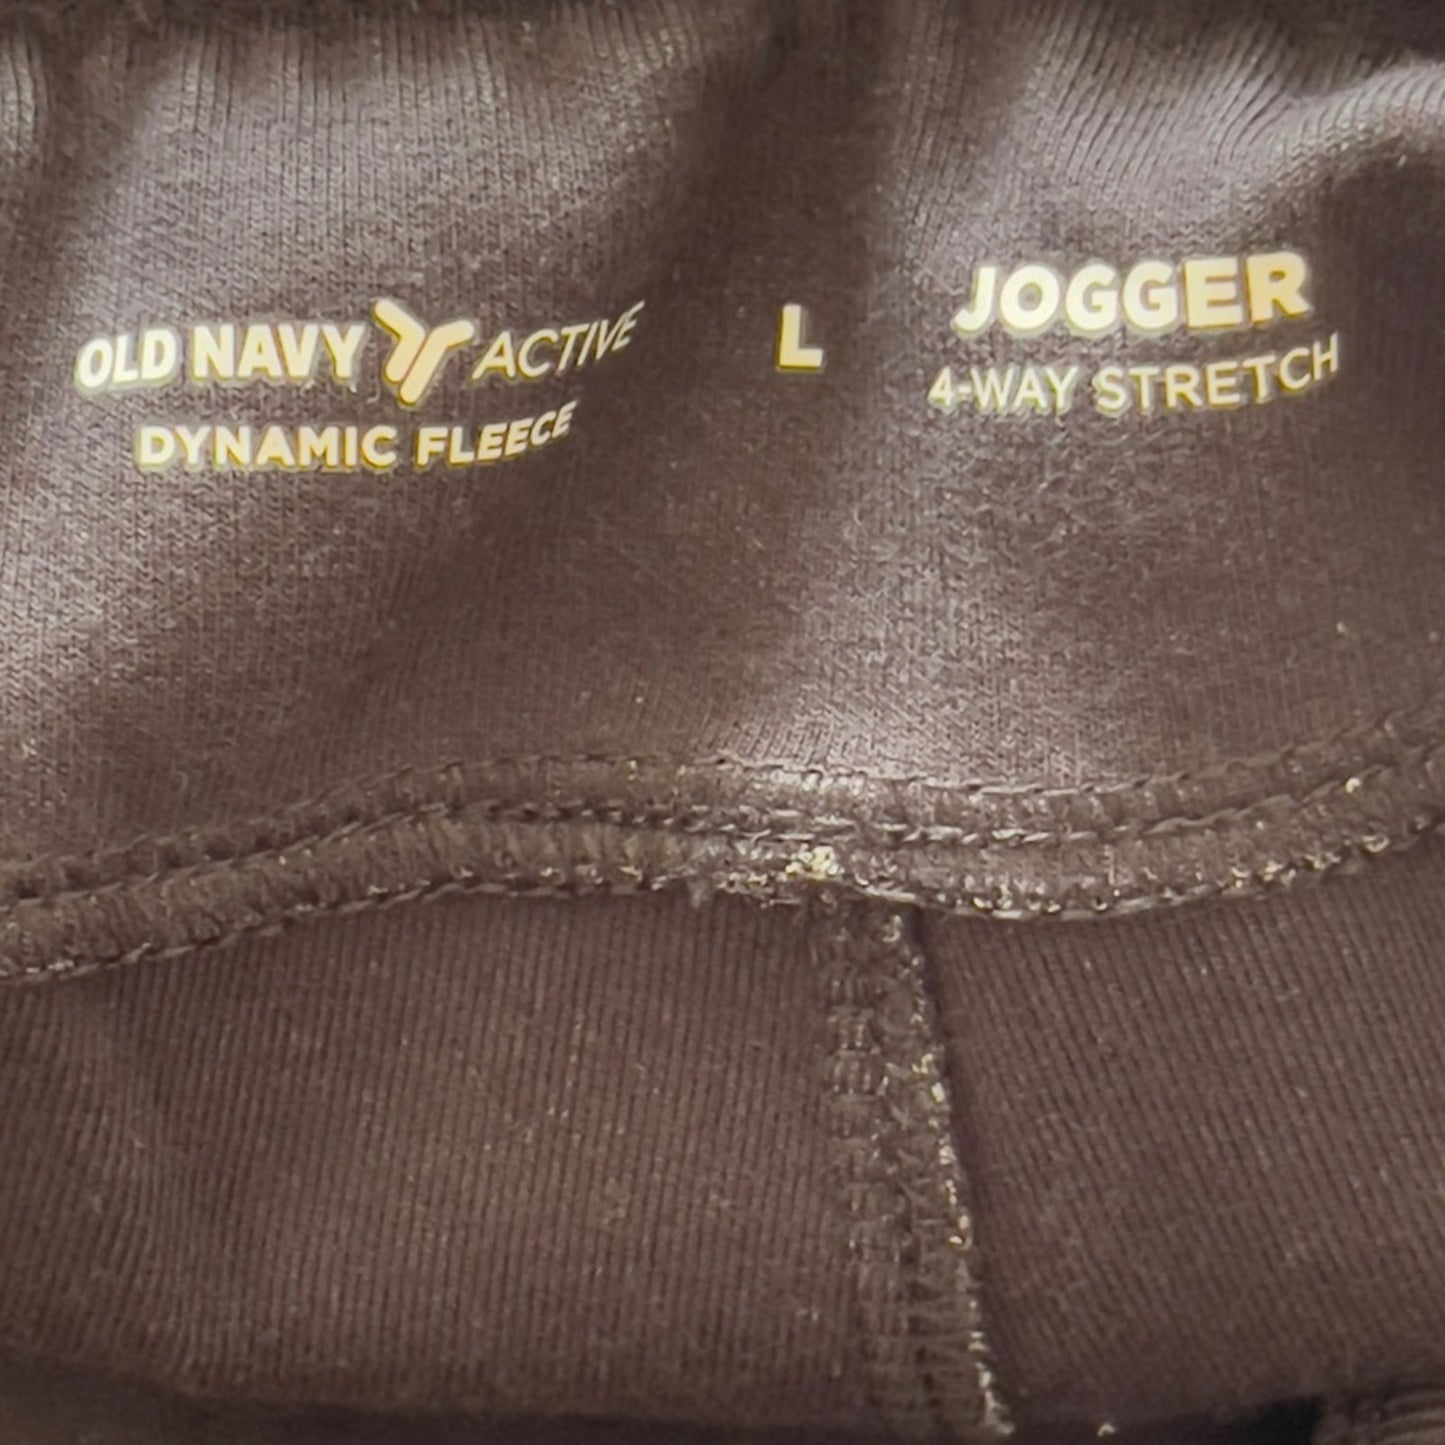 OLD NAVY ACTIVE
DYNAMIC FLEECE
L
JOGGER
4-WAY STRETCH